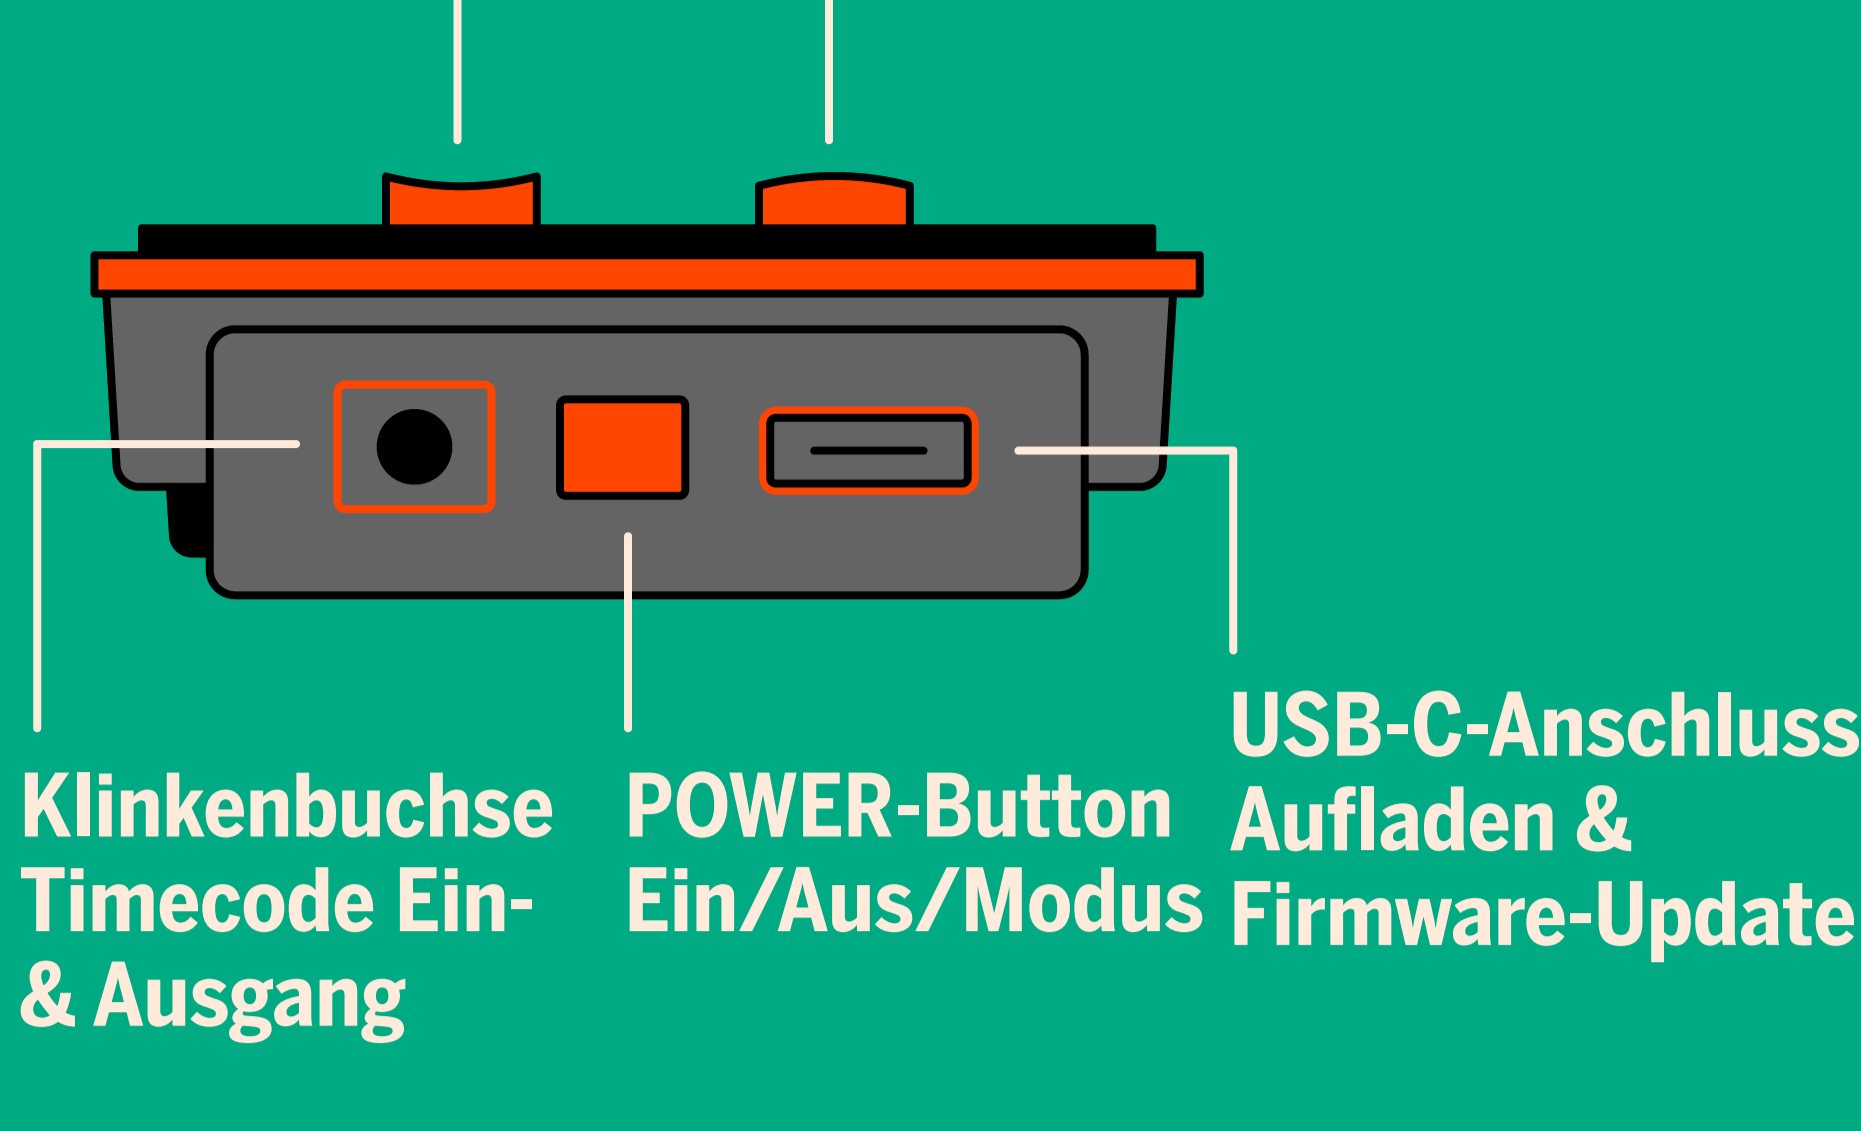 Klinkenbuchse
Timecode Ein-
& Ausgang
POWER-Button
Ein/Aus/Modus
USB-C-Anschluss
Aufladen &
Firmware-Update